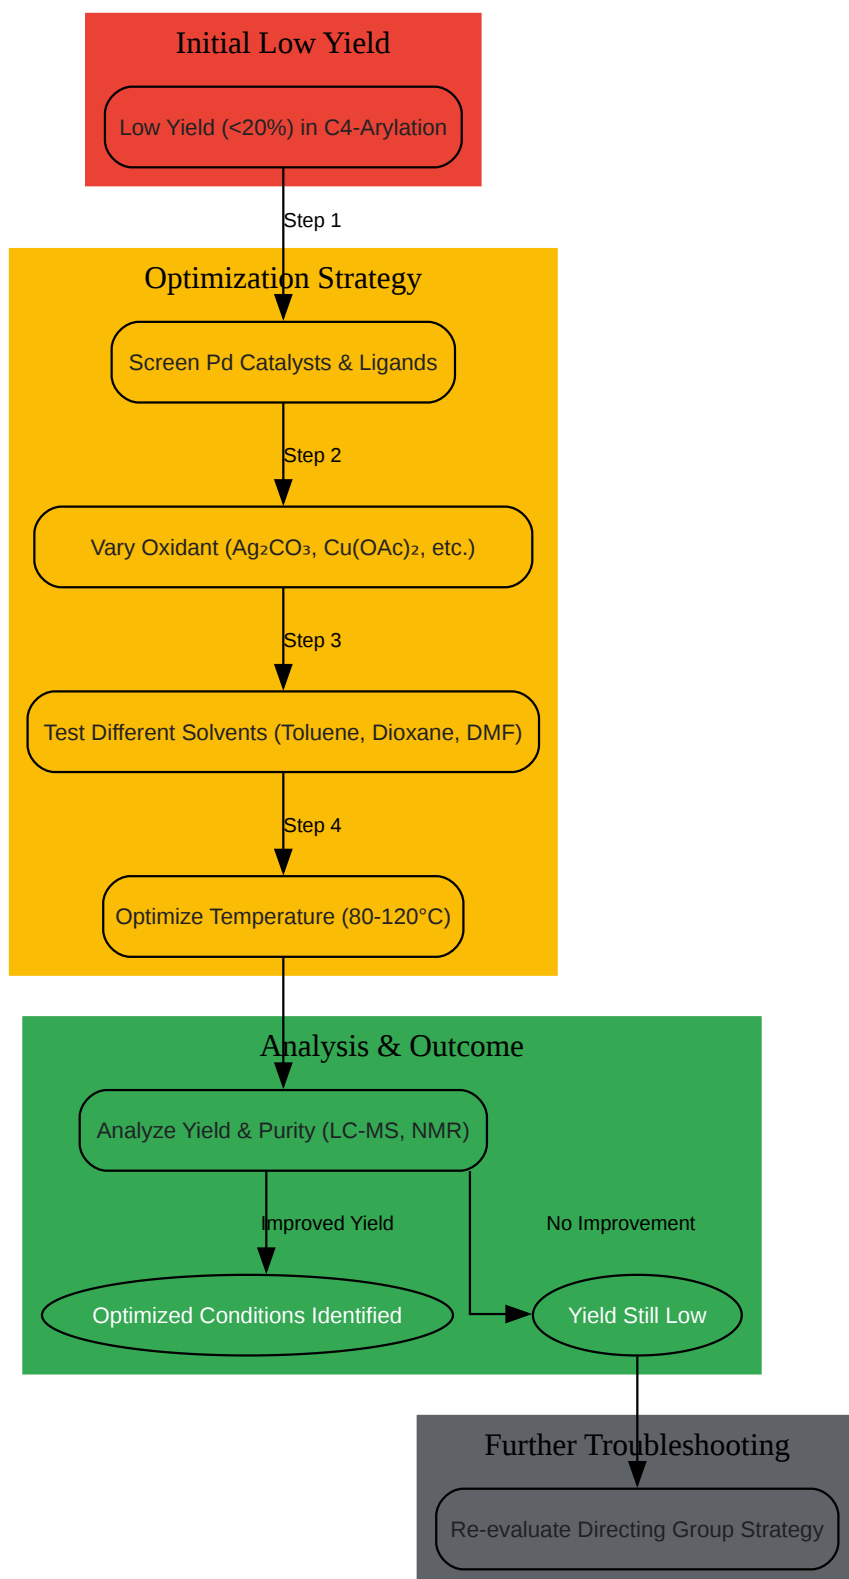 Initial Low Yield
Low Yield (<20%) in C4-Arylation
Step 1
Optimization Strategy
Screen Pd Catalysts & Ligands
Step 2
Vary Oxidant (Ag₂CO₃, Cu(OAc)₂, etc.)
Step 3
Test Different Solvents (Toluene, Dioxane, DMF)
Step 4
Optimize Temperature (80-120°C)
Analysis & Outcome
Analyze Yield & Purity (LC-MS, NMR)
Improved Yield
No Improvement
Optimized Conditions Identified
Yield Still Low
Further Troubleshooting
Re-evaluate Directing Group Strategy